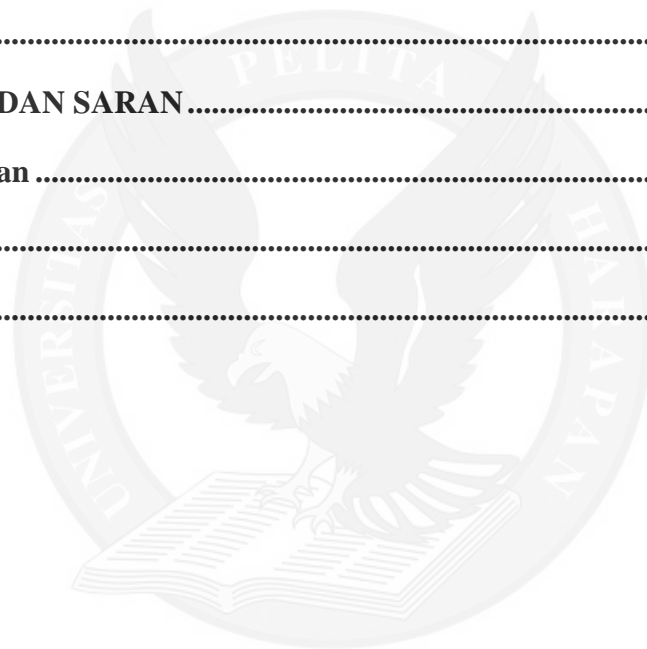 ....................................................................................
DAN SARAN....................................................................................
an....................................................................................
....................................................................................
....................................................................................
UNIVERSITAS PELITA HARAPAN